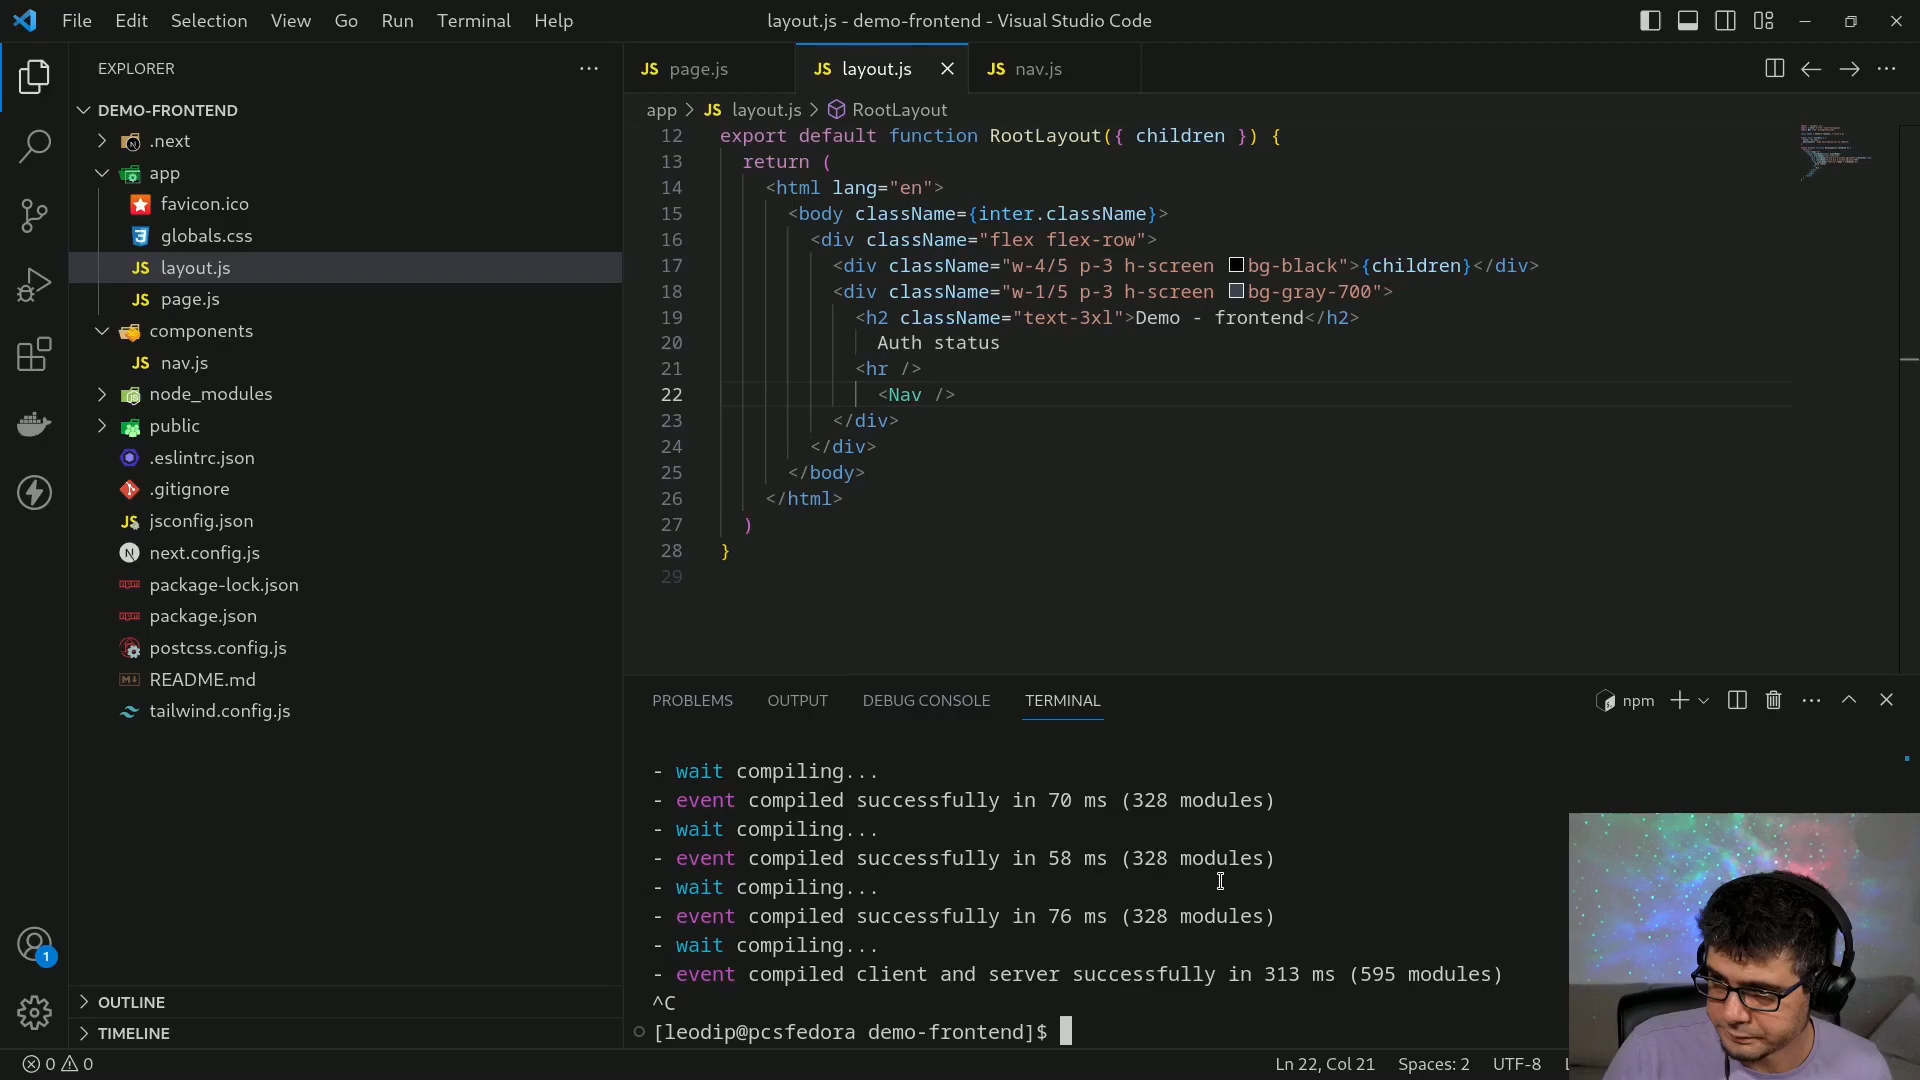 File Edit Selection View Go Run Terminal Help
layout.js - demo-frontend - Visual Studio Code
EXPLORER
DEMO-FRONTEND
.next
app
favicon.ico
globals.css
layout.js
page.js
components
nav.js
node_modules
public
.eslintrc.json
.gitignore
jsconfig.json
next.config.js
package-lock.json
package.json
postcss.config.js
README.md
tailwind.config.js
OUTLINE
TIMELINE
JS page.js
JS layout.js
JS nav.js
app > JS layout.js > RootLayout
12 export default function RootLayout({ children }) {
13 return (
14 <html lang="en">
15 <body className={inter.className}>
16 <div className="flex flex-row">
17 <div className="w-4/5 p-3 h-screen bg-black">{children}</div>
18 <div className="w-1/5 p-3 h-screen bg-gray-700">
19 <h2 className="text-3xl">Demo - frontend</h2>
20 Auth status
21 <hr />
22 <Nav />
23 </div>
24 </div>
25 </body>
26 </html>
27 )
28 }
29
PROBLEMS OUTPUT DEBUG CONSOLE TERMINAL
npm
- wait compiling...
- event compiled successfully in 70 ms (328 modules)
- wait compiling...
- event compiled successfully in 58 ms (328 modules)
- wait compiling...
- event compiled successfully in 76 ms (328 modules)
- wait compiling...
- event compiled client and server successfully in 313 ms (595 modules)
^C
[leodip@pcsfedora demo-frontend]$
1
0 0
Ln 22, Col 21 Spaces: 2 UTF-8